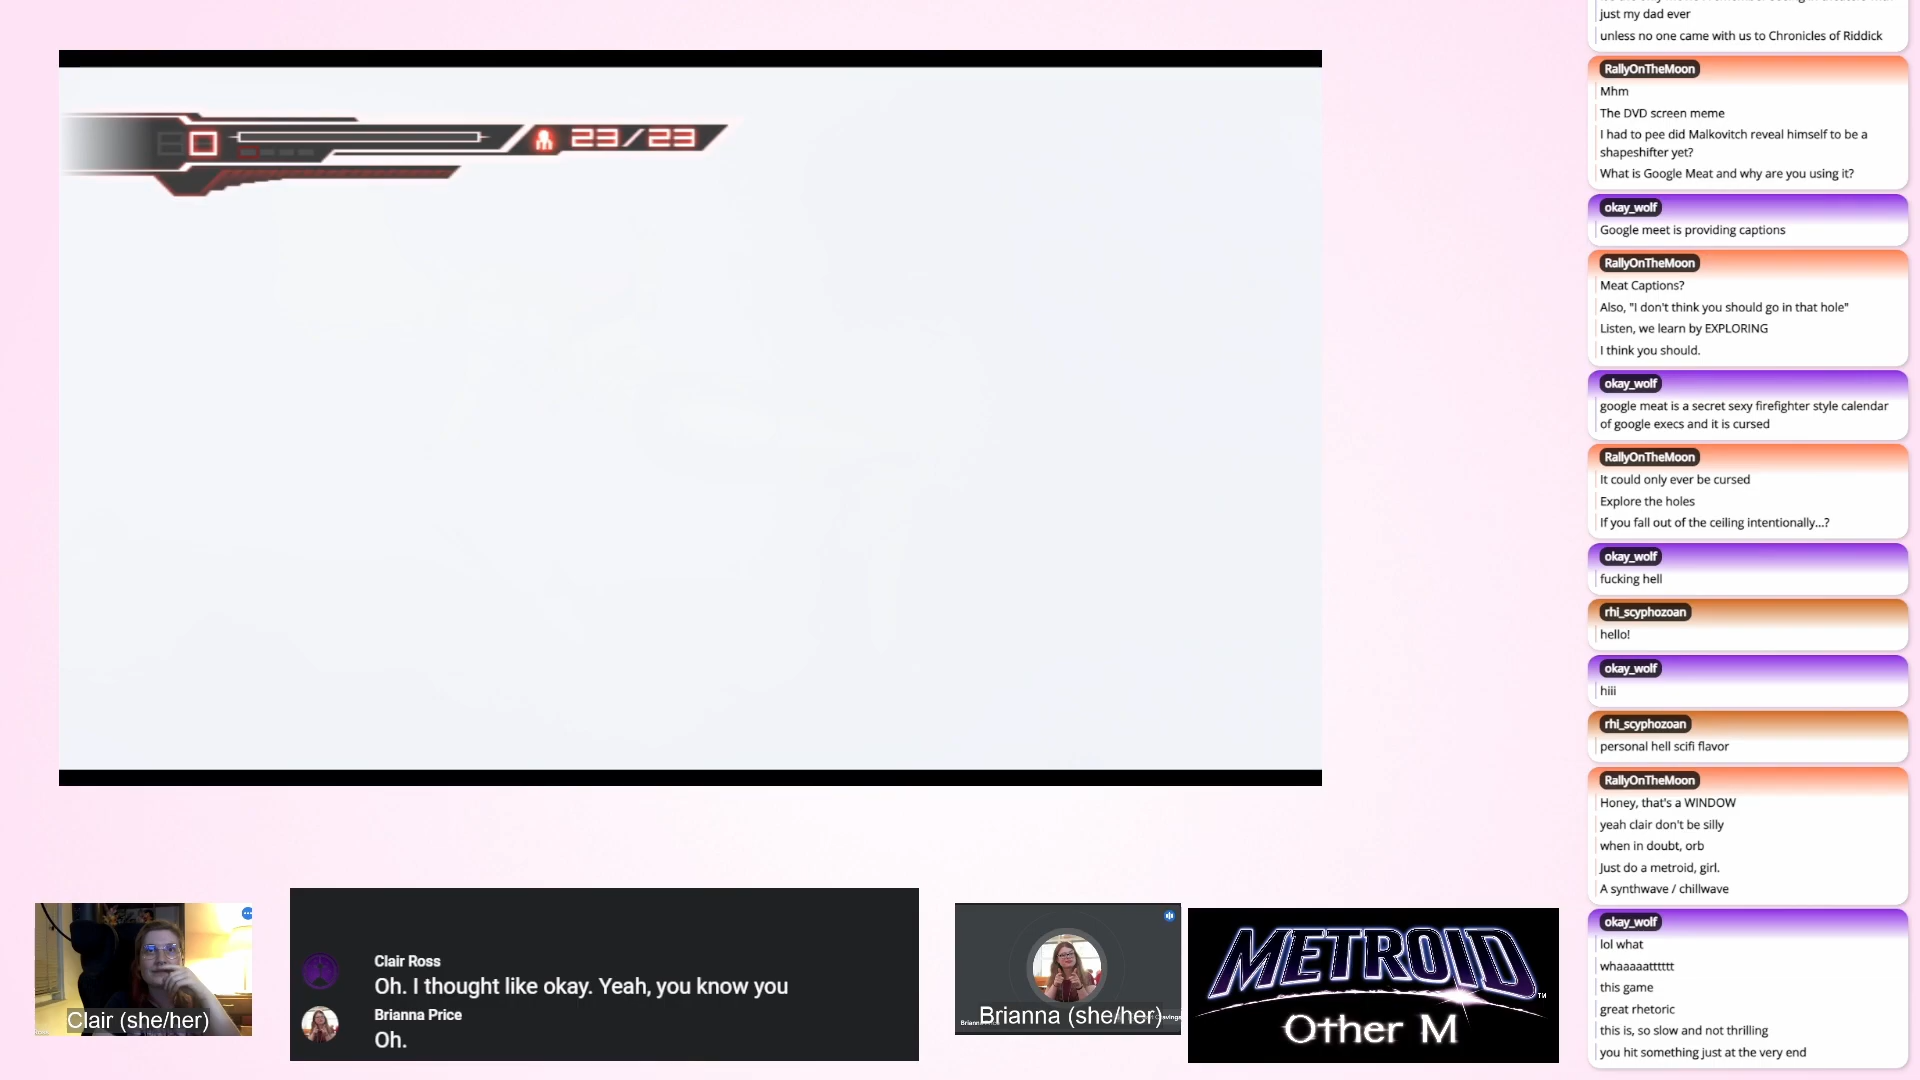 23/23
just my dad ever
unless no one came with us to Chronicles of Riddick
RallyOnTheMoon
Mhm
The DVD screen meme
I had to pee did Malkovitch reveal himself to be a
shapeshifter yet?
What is Google Meat and why are you using it?
okay_wolf
Google meet is providing captions
RallyOnTheMoon
Meat Captions?
Also, "I don't think you should go in that hole"
Listen, we learn by EXPLORING
I think you should.
okay_wolf
google meat is a secret sexy firefighter style calendar
of google execs and it is cursed
RallyOnTheMoon
It could only ever be cursed
Explore the holes
If you fall out of the ceiling intentionally...?
okay_wolf
fucking hell
rhi_scyphozoan
hello!
okay_wolf
hiii
rhi_scyphozoan
personal hell scifi flavor
RallyOnTheMoon
Honey, that's a WINDOW
yeah clair don't be silly
when in doubt, orb
Just do a metroid, girl.
A synthwave / chillwave
okay_wolf
lol what
whaaaaatttttt
this game
great rhetoric
this is, so slow and not thrilling
you hit something just at the very end
Clair (she/her)
Clair Ross
Oh. I thought like okay. Yeah, you know you
Brianna Price
Oh.
Brianna (she/her)
METROID
TM
Other M